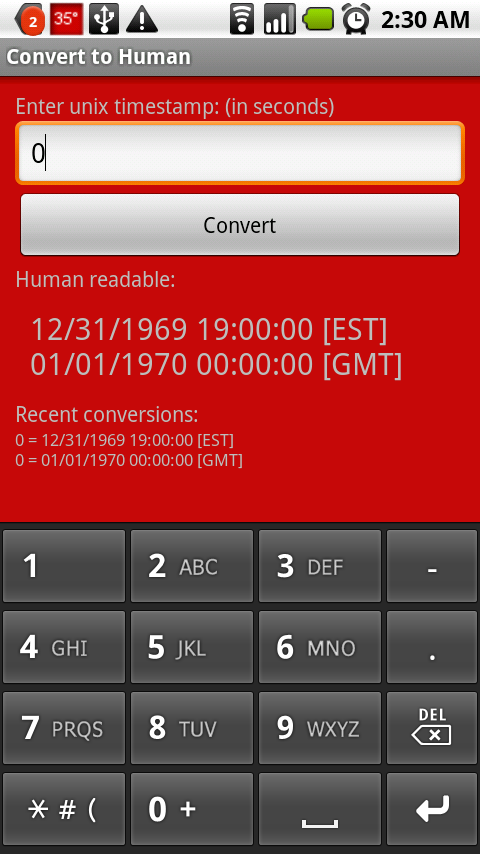 2 35° 2:30 AM
Convert to Human
Enter unix timestamp: (in seconds)
0
Convert
Human readable:
12/31/1969 19:00:00 [EST]
01/01/1970 00:00:00 [GMT]
Recent conversions:
0 = 12/31/1969 19:00:00 [EST]
0 = 01/01/1970 00:00:00 [GMT]
1 2 ABC 3 DEF -
4 GHI 5 JKL 6 MNO .
7 PRQS 8 TUV 9 WXYZ DEL
* # ( 0 +